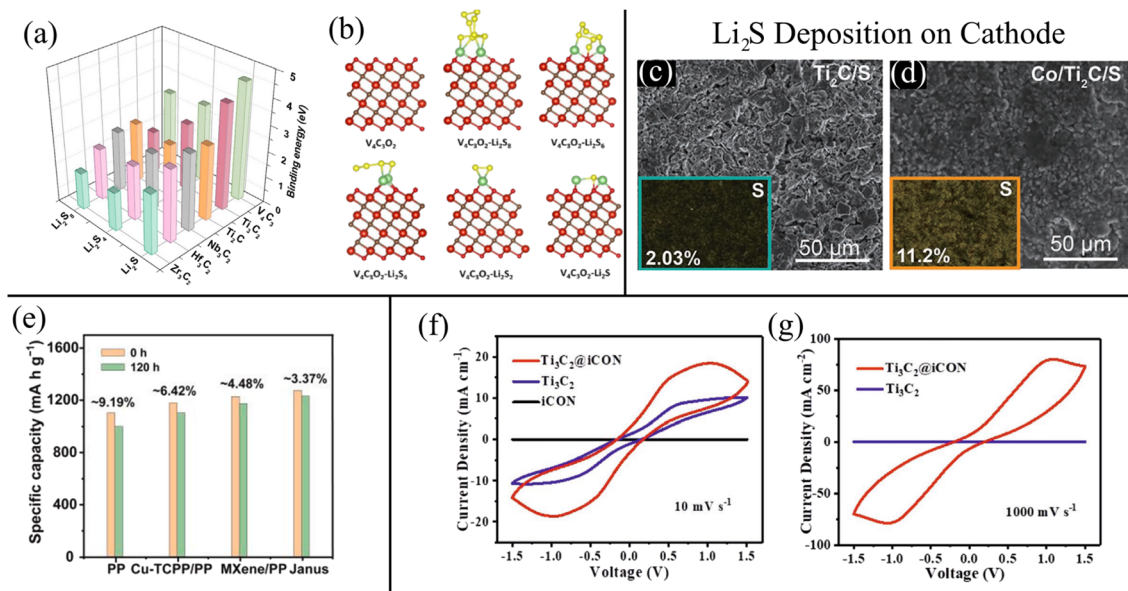 (a)
5
4
3
2
1
0
Binding energy (eV)
Li₂S₈
Li₂S₄
Li₂S
V₄C₃
Ti₃C₂
Ti₂C
Nb₃C₂
Hf₃C₂
Zr₃C₂
(b)
V₄C₃O₂
V₄C₃O₂-Li₂S₈
V₄C₃O₂-Li₂S₆
V₄C₃O₂-Li₂S₄
V₄C₃O₂-Li₂S₂
V₄C₃O₂-Li₂S
Li₂S Deposition on Cathode
(c)
Ti₂C/S
S
2.03%
50 µm
(d)
Co/Ti₂C/S
S
11.2%
50 µm
(e)
Specific capacity (mA h g⁻¹)
1600
1200
800
400
0
0 h
120 h
~9.19%
~6.42%
~4.48%
~3.37%
PP Cu-TCPP/PP MXene/PP Janus
(f)
Current Density (mA cm⁻²)
20
10
0
-10
-20
Ti₃C₂@iCON
Ti₃C₂
iCON
10 mV s⁻¹
-1.5 -1.0 -0.5 0.0 0.5 1.0 1.5
Voltage (V)
(g)
Current Density (mA cm⁻²)
100
50
0
-50
-100
Ti₃C₂@iCON
Ti₃C₂
1000 mV s⁻¹
-1.5 -1.0 -0.5 0.0 0.5 1.0 1.5
Voltage (V)